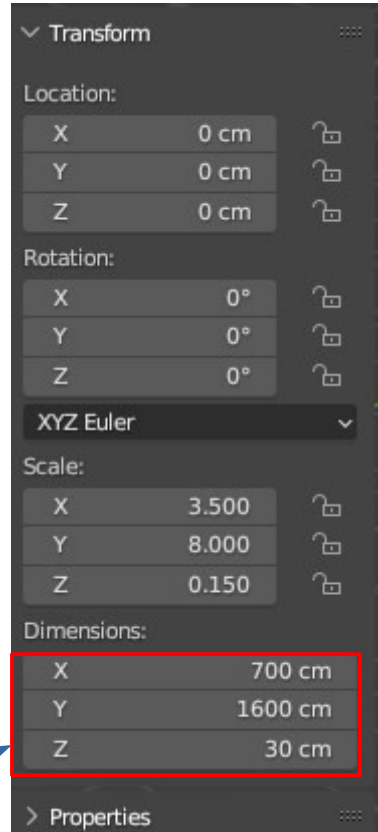 Transform
Location:
X 0 cm
Y 0 cm
Z 0 cm
Rotation:
X 0°
Y 0°
Z 0°
XYZ Euler
Scale:
X 3.500
Y 8.000
Z 0.150
Dimensions:
X 700 cm
Y 1600 cm
Z 30 cm
Properties